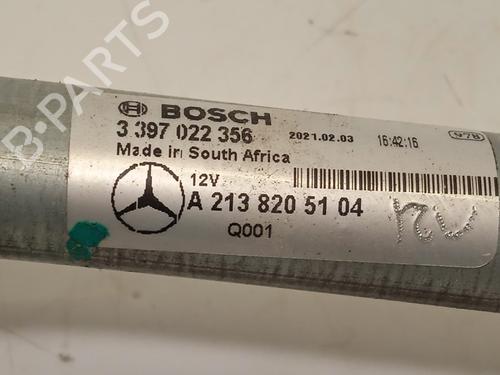 B-PARTS
BOSCH
3 397 022 356 2021.02.03 16:42:16 978
Made in South Africa
12V
A 213 820 51 04
Q001